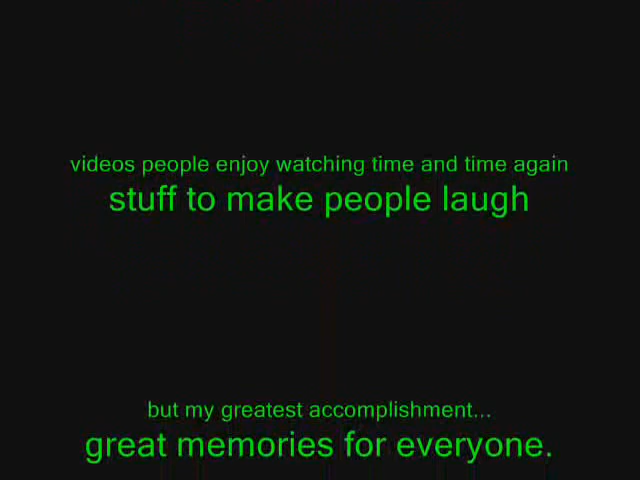 videos people enjoy watching time and time again
stuff to make people laugh
but my greatest accomplishment...
great memories for everyone.